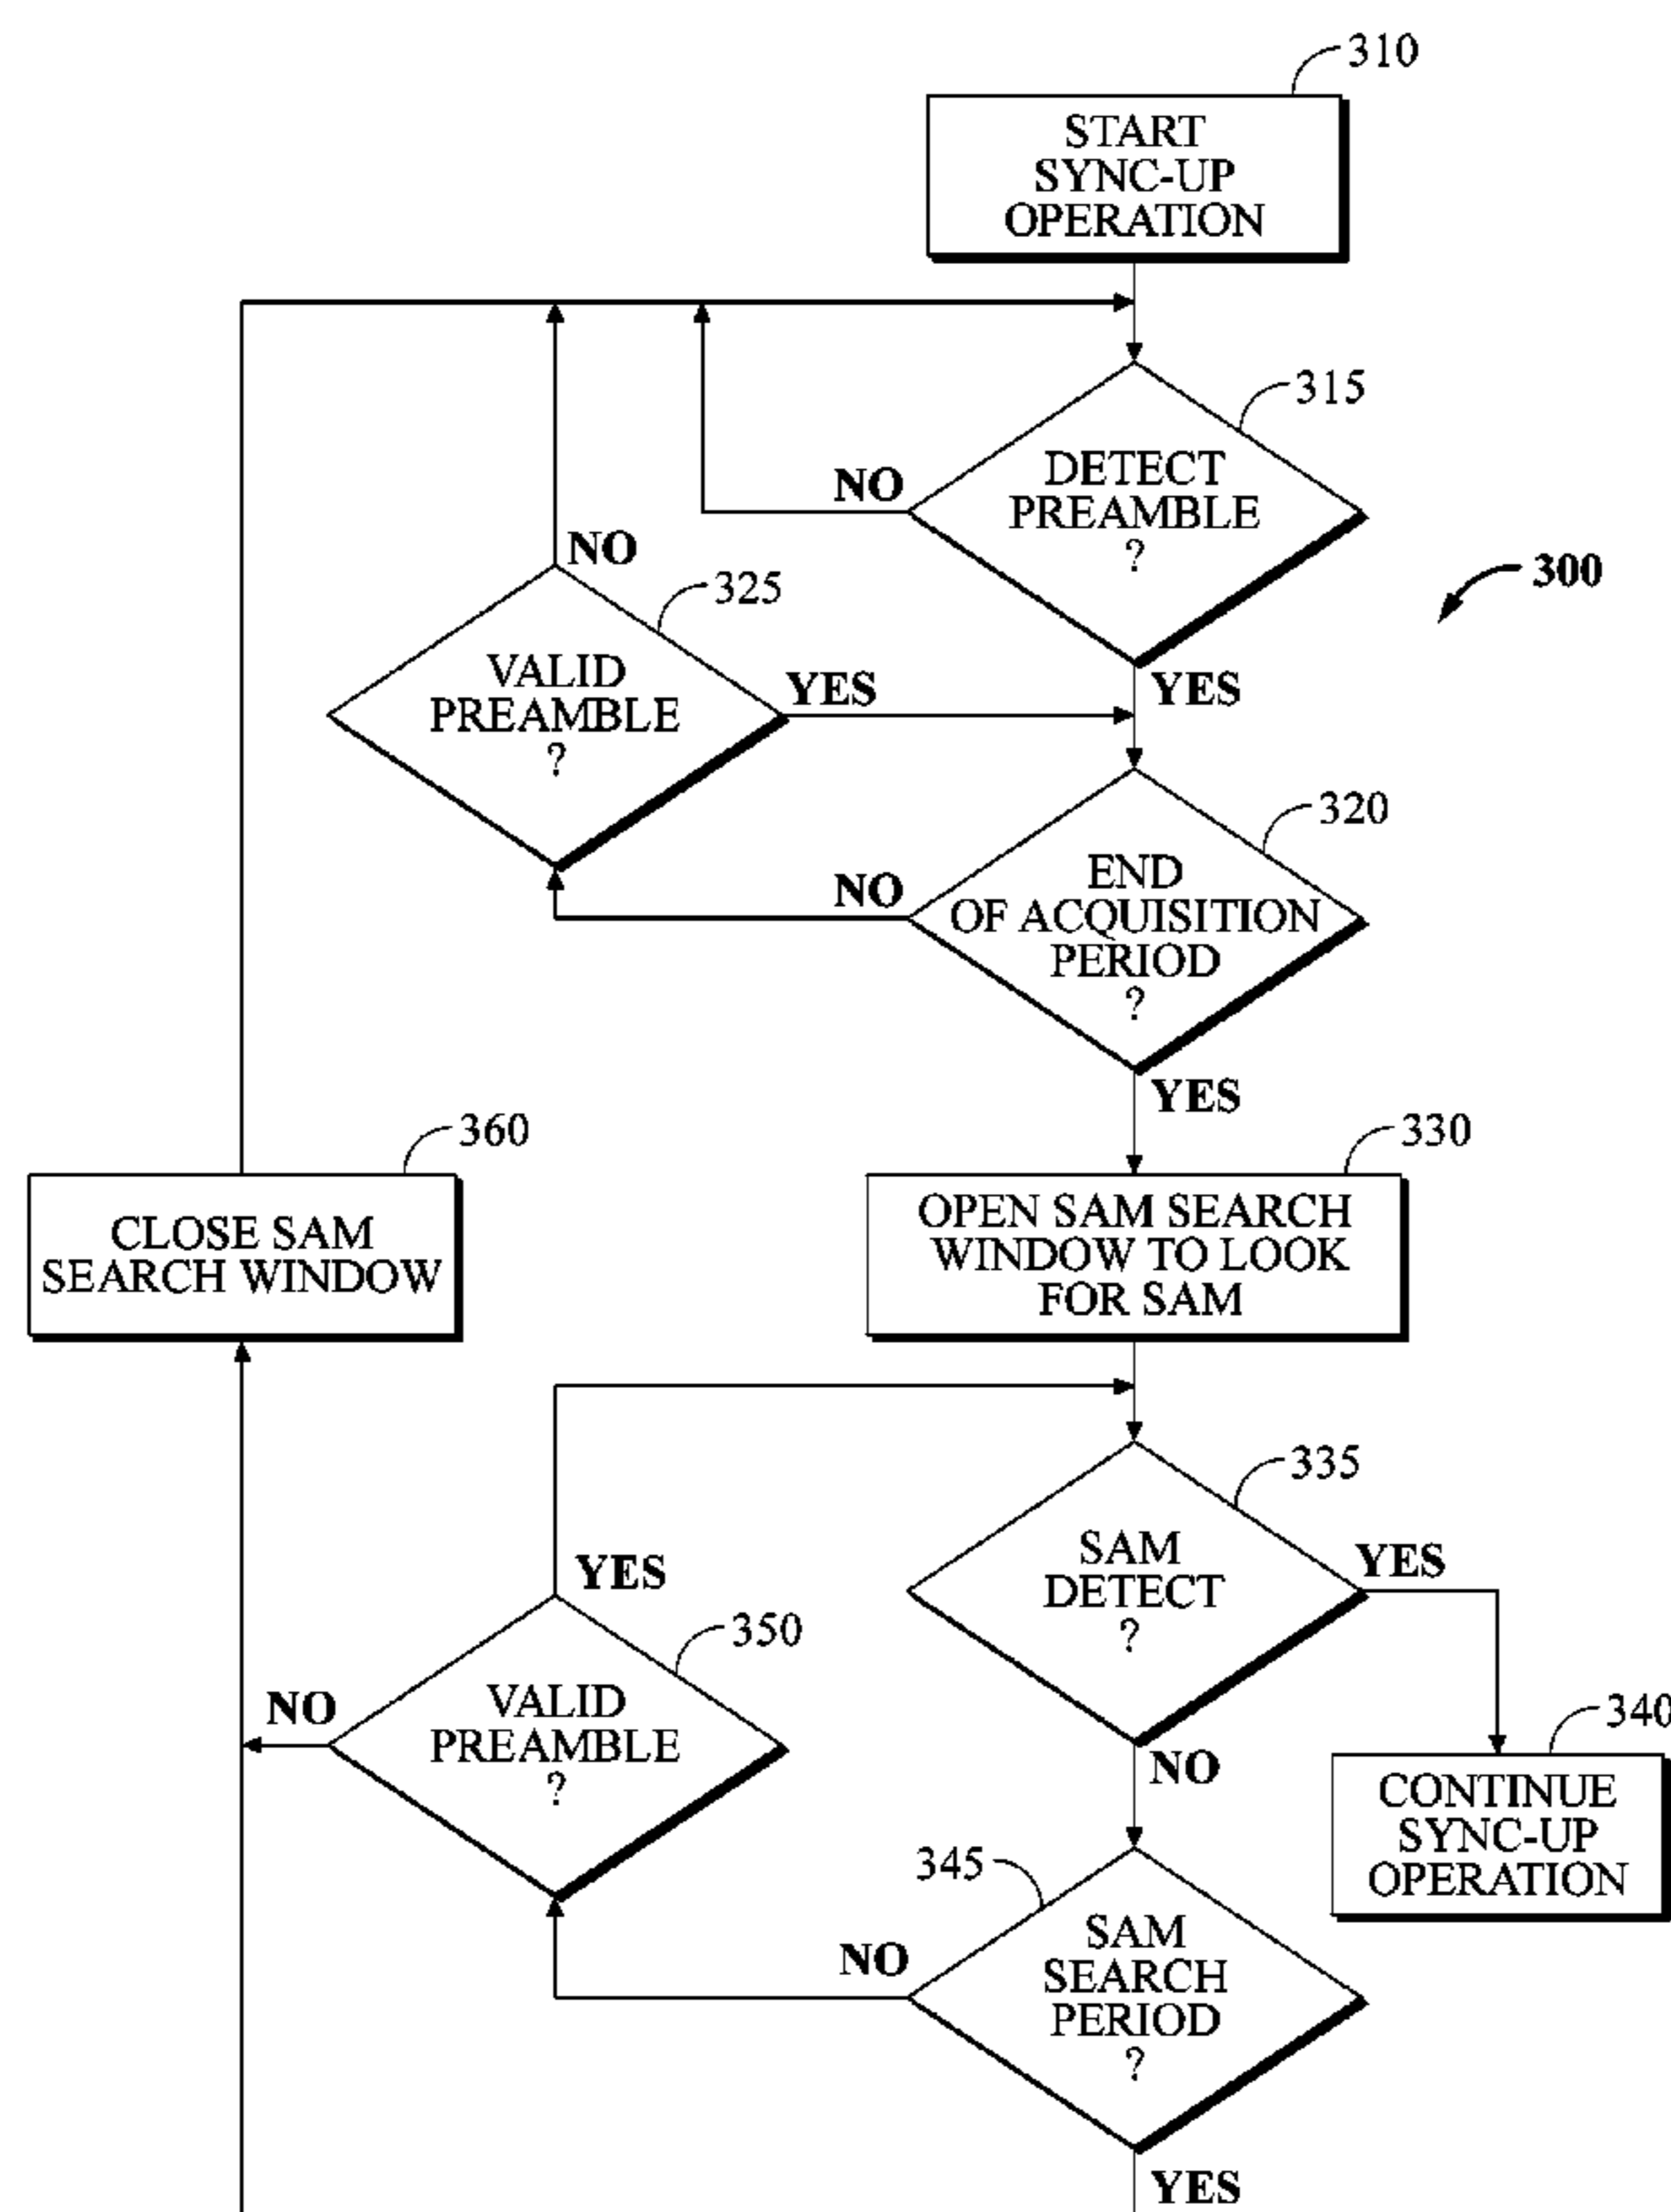 310
START
SYNC-UP
OPERATION
315
DETECT
PREAMBLE
?
NO
YES
300
325
VALID
PREAMBLE
?
NO
YES
320
END
OF ACQUISITION
PERIOD
?
NO
YES
360
CLOSE SAM
SEARCH WINDOW
330
OPEN SAM SEARCH
WINDOW TO LOOK
FOR SAM
335
SAM
DETECT
?
YES
NO
350
VALID
PREAMBLE
?
YES
NO
340
CONTINUE
SYNC-UP
OPERATION
345
SAM
SEARCH
PERIOD
?
NO
YES